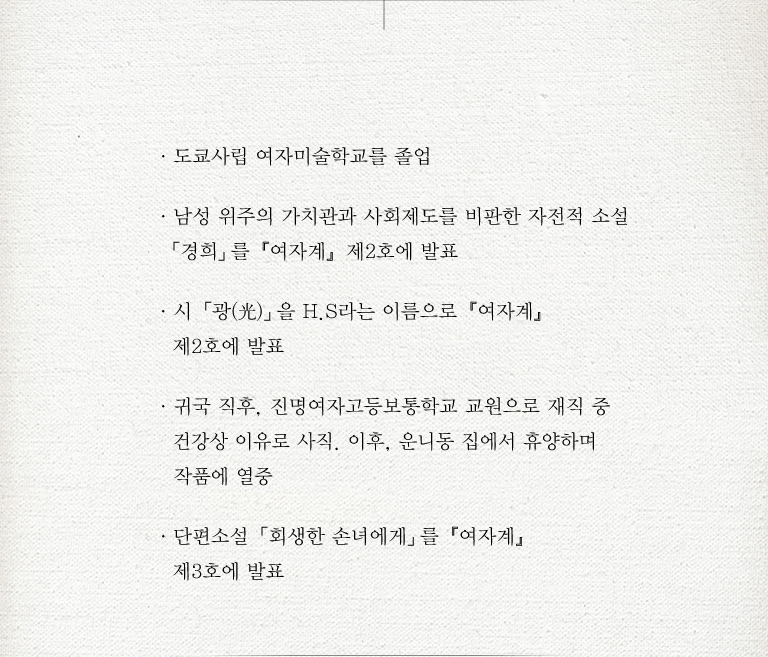 · 도쿄사립 여자미술학교를 졸업
· 남성 위주의 가치관과 사회제도를 비판한 자전적 소설
「경희」를 『여자계』 제2호에 발표
· 시 「광(光)」을 H.S라는 이름으로 『여자계』
제2호에 발표
· 귀국 직후, 진명여자고등보통학교 교원으로 재직 중
건강상 이유로 사직. 이후, 운니동 집에서 휴양하며
작품에 열중
· 단편소설 「회생한 손녀에게」를 『여자계』
제3호에 발표